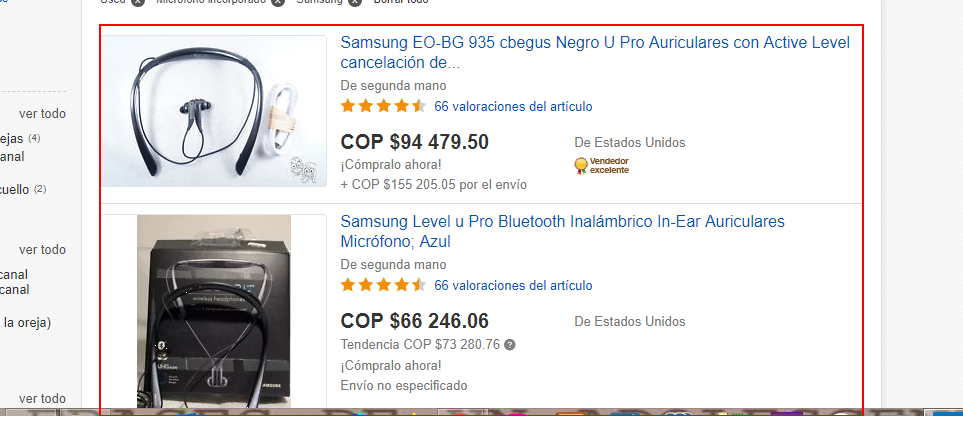 Used
Micrófono incorporado
Samsung
Borrar todo
ver todo
ejas (4)
anal
cuello (2)
ver todo
canal
canal
la oreja)
ver todo
Samsung EO-BG 935 cbegus Negro U Pro Auriculares con Active Level
cancelación de...
De segunda mano
66 valoraciones del artículo
COP $94 479.50
De Estados Unidos
¡Cómpralo ahora!
Vendedor
excelente
+ COP $155 205.05 por el envío
Samsung Level u Pro Bluetooth Inalámbrico In-Ear Auriculares
Micrófono; Azul
De segunda mano
66 valoraciones del artículo
COP $66 246.06
De Estados Unidos
Tendencia COP $73 280.76 ?
¡Cómpralo ahora!
Envío no especificado
wireless headphones
UHQ
SAMSUNG